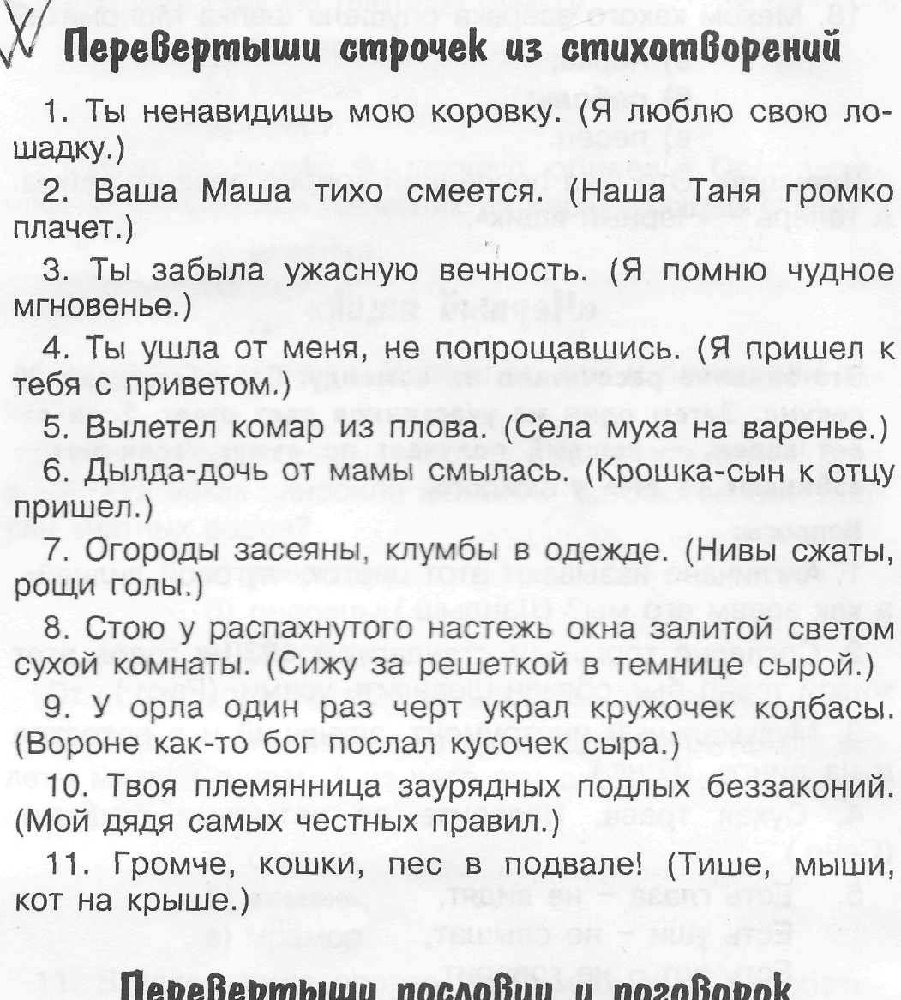 Перевертыши строчек из стихотворений
1. Ты ненавидишь мою коровку. (Я люблю свою ло-
шадку.)
2. Ваша Маша тихо смеется. (Наша Таня громко
плачет.)
3. Ты забыла ужасную вечность. (Я помню чудное
мгновенье.)
4. Ты ушла от меня, не попрощавшись. (Я пришел к
тебя с приветом.)
5. Вылетел комар из плова. (Села муха на варенье.)
6. Дылда-дочь от мамы смылась. (Крошка-сын к отцу
пришел.)
7. Огороды засеяны, клумбы в одежде. (Нивы сжаты,
рощи голы.)
8. Стою у распахнутого настежь окна залитой светом
сухой комнаты. (Сижу за решеткой в темнице сырой.)
9. У орла один раз черт украл кружочек колбасы.
(Вороне как-то бог послал кусочек сыра.)
10. Твоя племянница заурядных подлых беззаконий.
(Мой дядя самых честных правил.)
11. Громче, кошки, пес в подвале! (Тише, мыши,
кот на крыше.)
Перевертыши пословиц и поговорок